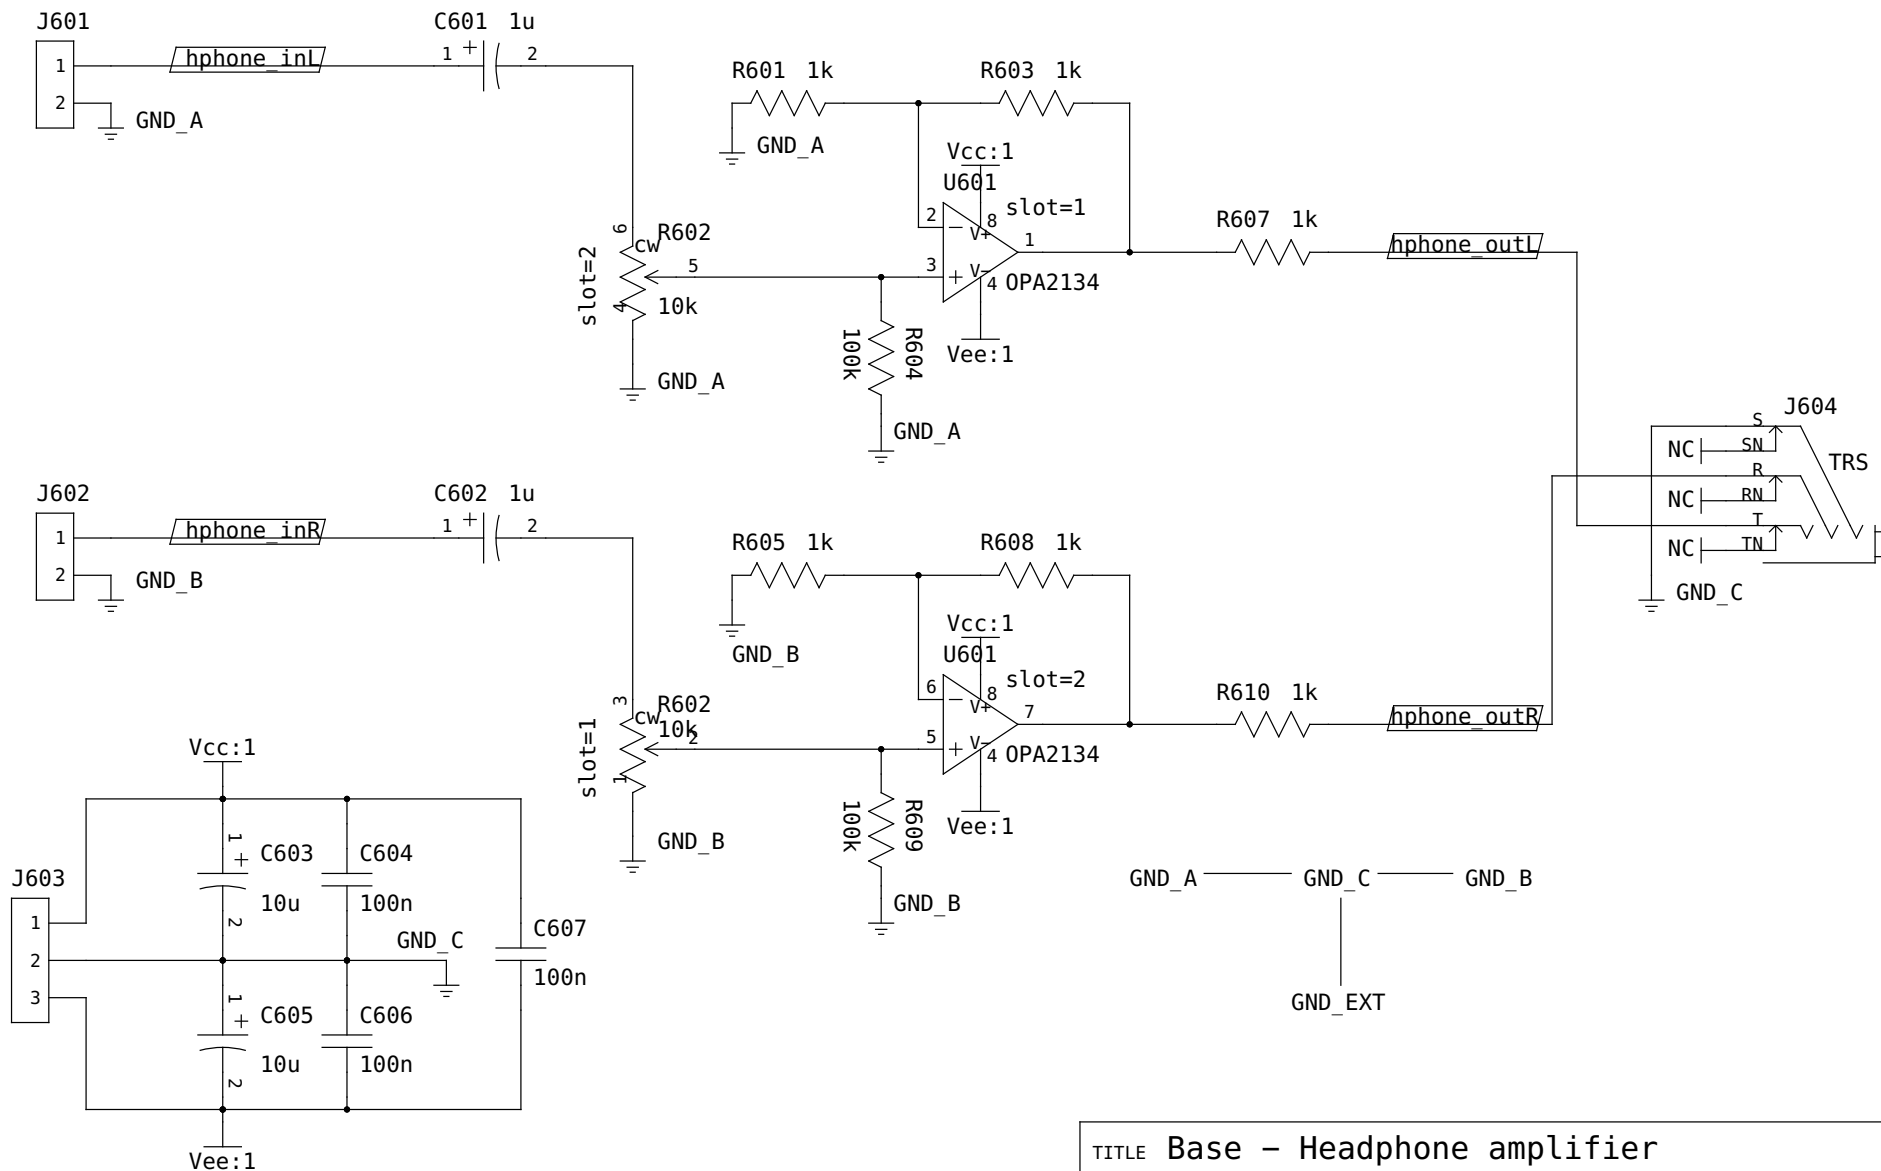 J601
C601 1u
1
hphone_inL
1
+
2
2
GND_A
R601 1k
R603 1k
GND_A
Vcc:1
U601
slot=1
8
2
−
V+
1
3
+
V−
4
OPA2134
Vee:1
R607 1k
hphone_outL
6
cw
R602
5
slot=2
4
10k
GND_A
100k
R604
GND_A
J604
S
NC
SN
TRS
R
NC
RN
T
NC
TN
GND_C
J602
C602 1u
1
hphone_inR
1
+
2
2
GND_B
R605 1k
R608 1k
GND_B
Vcc:1
U601
slot=2
8
6
−
V+
7
5
+
V−
4
OPA2134
Vee:1
R610 1k
hphone_outR
3
cw
R602
10k
2
slot=1
1
GND_B
100k
R609
GND_B
Vcc:1
1
+
C603
C604
J603
10u
100n
1
2
GND_C
C607
2
100n
3
1
+
C605
C606
10u
100n
2
Vee:1
GND_A
GND_C
GND_B
GND_EXT
TITLE Base − Headphone amplifier